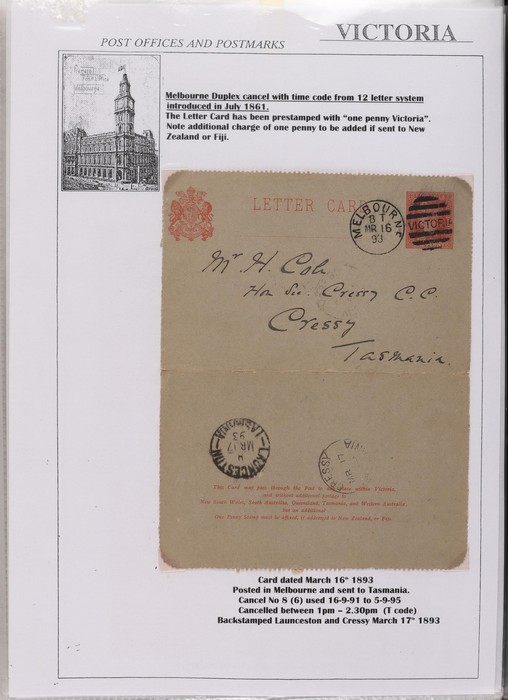 VICTORIA
POST OFFICES AND POSTMARKS
Melbourne Duplex cancel with time code from 12 letter system
introduced in July 1861.
The Letter Card has been prestamped with "one penny Victoria".
Note additional charge of one penny to be added if sent to New
Zealand or Fiji.
LETTER CARD
MELBOURNE
BT
MR 16
93
VICTORIA
Mr H. Cole
Hon Sec. Cressy C.C.
Cressy
Tasmania.
LAUNCESTON
MR 17
93
TASMANIA
This Card may pass through the Post to any place within Victoria,
and without additional postage to
New South Wales, South Australia, Queensland, Tasmania, and Western Australia;
but an additional
One Penny Stamp must be affixed, if addressed to New Zealand, or Fiji.
Card dated March 16th 1893
Posted in Melbourne and sent to Tasmania.
Cancel No 8 (6) used 16-9-91 to 5-9-95
Cancelled between 1pm – 2.30pm (T code)
Backstamped Launceston and Cressy March 17th 1893